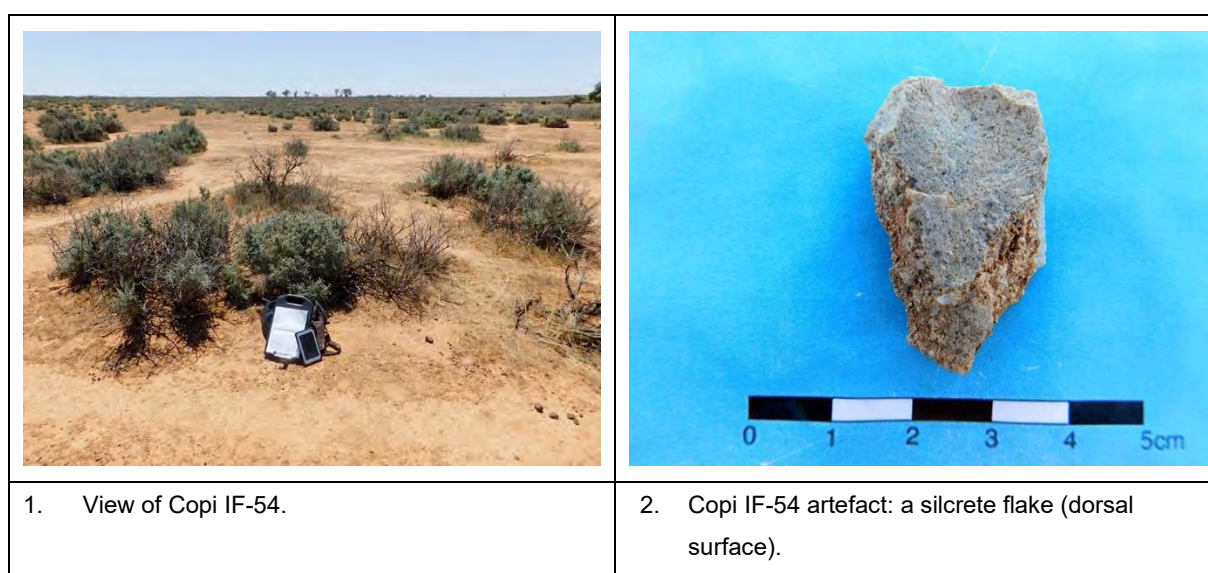 0 1 2 3 4 5cm
1. View of Copi IF-54.
2. Copi IF-54 artefact: a silcrete flake (dorsal
surface).